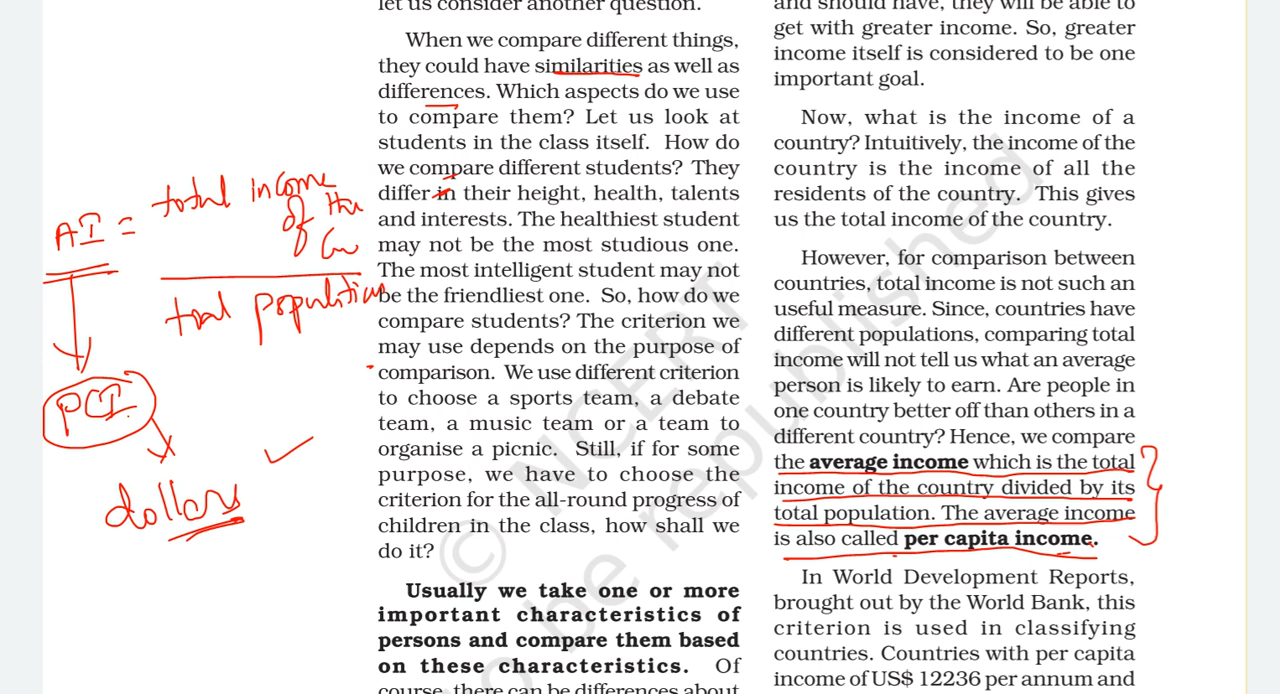 let us consider another question.
When we compare different things,
they could have similarities as well as
differences. Which aspects do we use
to compare them? Let us look at
students in the class itself. How do
we compare different students? They
differ in their height, health, talents
and interests. The healthiest student
may not be the most studious one.
The most intelligent student may not
be the friendliest one. So, how do we
compare students? The criterion we
may use depends on the purpose of
comparison. We use different criterion
to choose a sports team, a debate
team, a music team or a team to
organise a picnic. Still, if for some
purpose, we have to choose the
criterion for the all-round progress of
children in the class, how shall we
do it?
Usually we take one or more
important characteristics of
persons and compare them based
on these characteristics. Of
course, there can be differences about
and should have, they will be able to
get with greater income. So, greater
income itself is considered to be one
important goal.
Now, what is the income of a
country? Intuitively, the income of the
country is the income of all the
residents of the country. This gives
us the total income of the country.
However, for comparison between
countries, total income is not such an
useful measure. Since, countries have
different populations, comparing total
income will not tell us what an average
person is likely to earn. Are people in
one country better off than others in a
different country? Hence, we compare
the average income which is the total
income of the country divided by its
total population. The average income
is also called per capita income.
In World Development Reports,
brought out by the World Bank, this
criterion is used in classifying
countries. Countries with per capita
income of US$ 12236 per annum and
AI =
total income
of the
total population
PCI
dollars
© NCERT
be republished